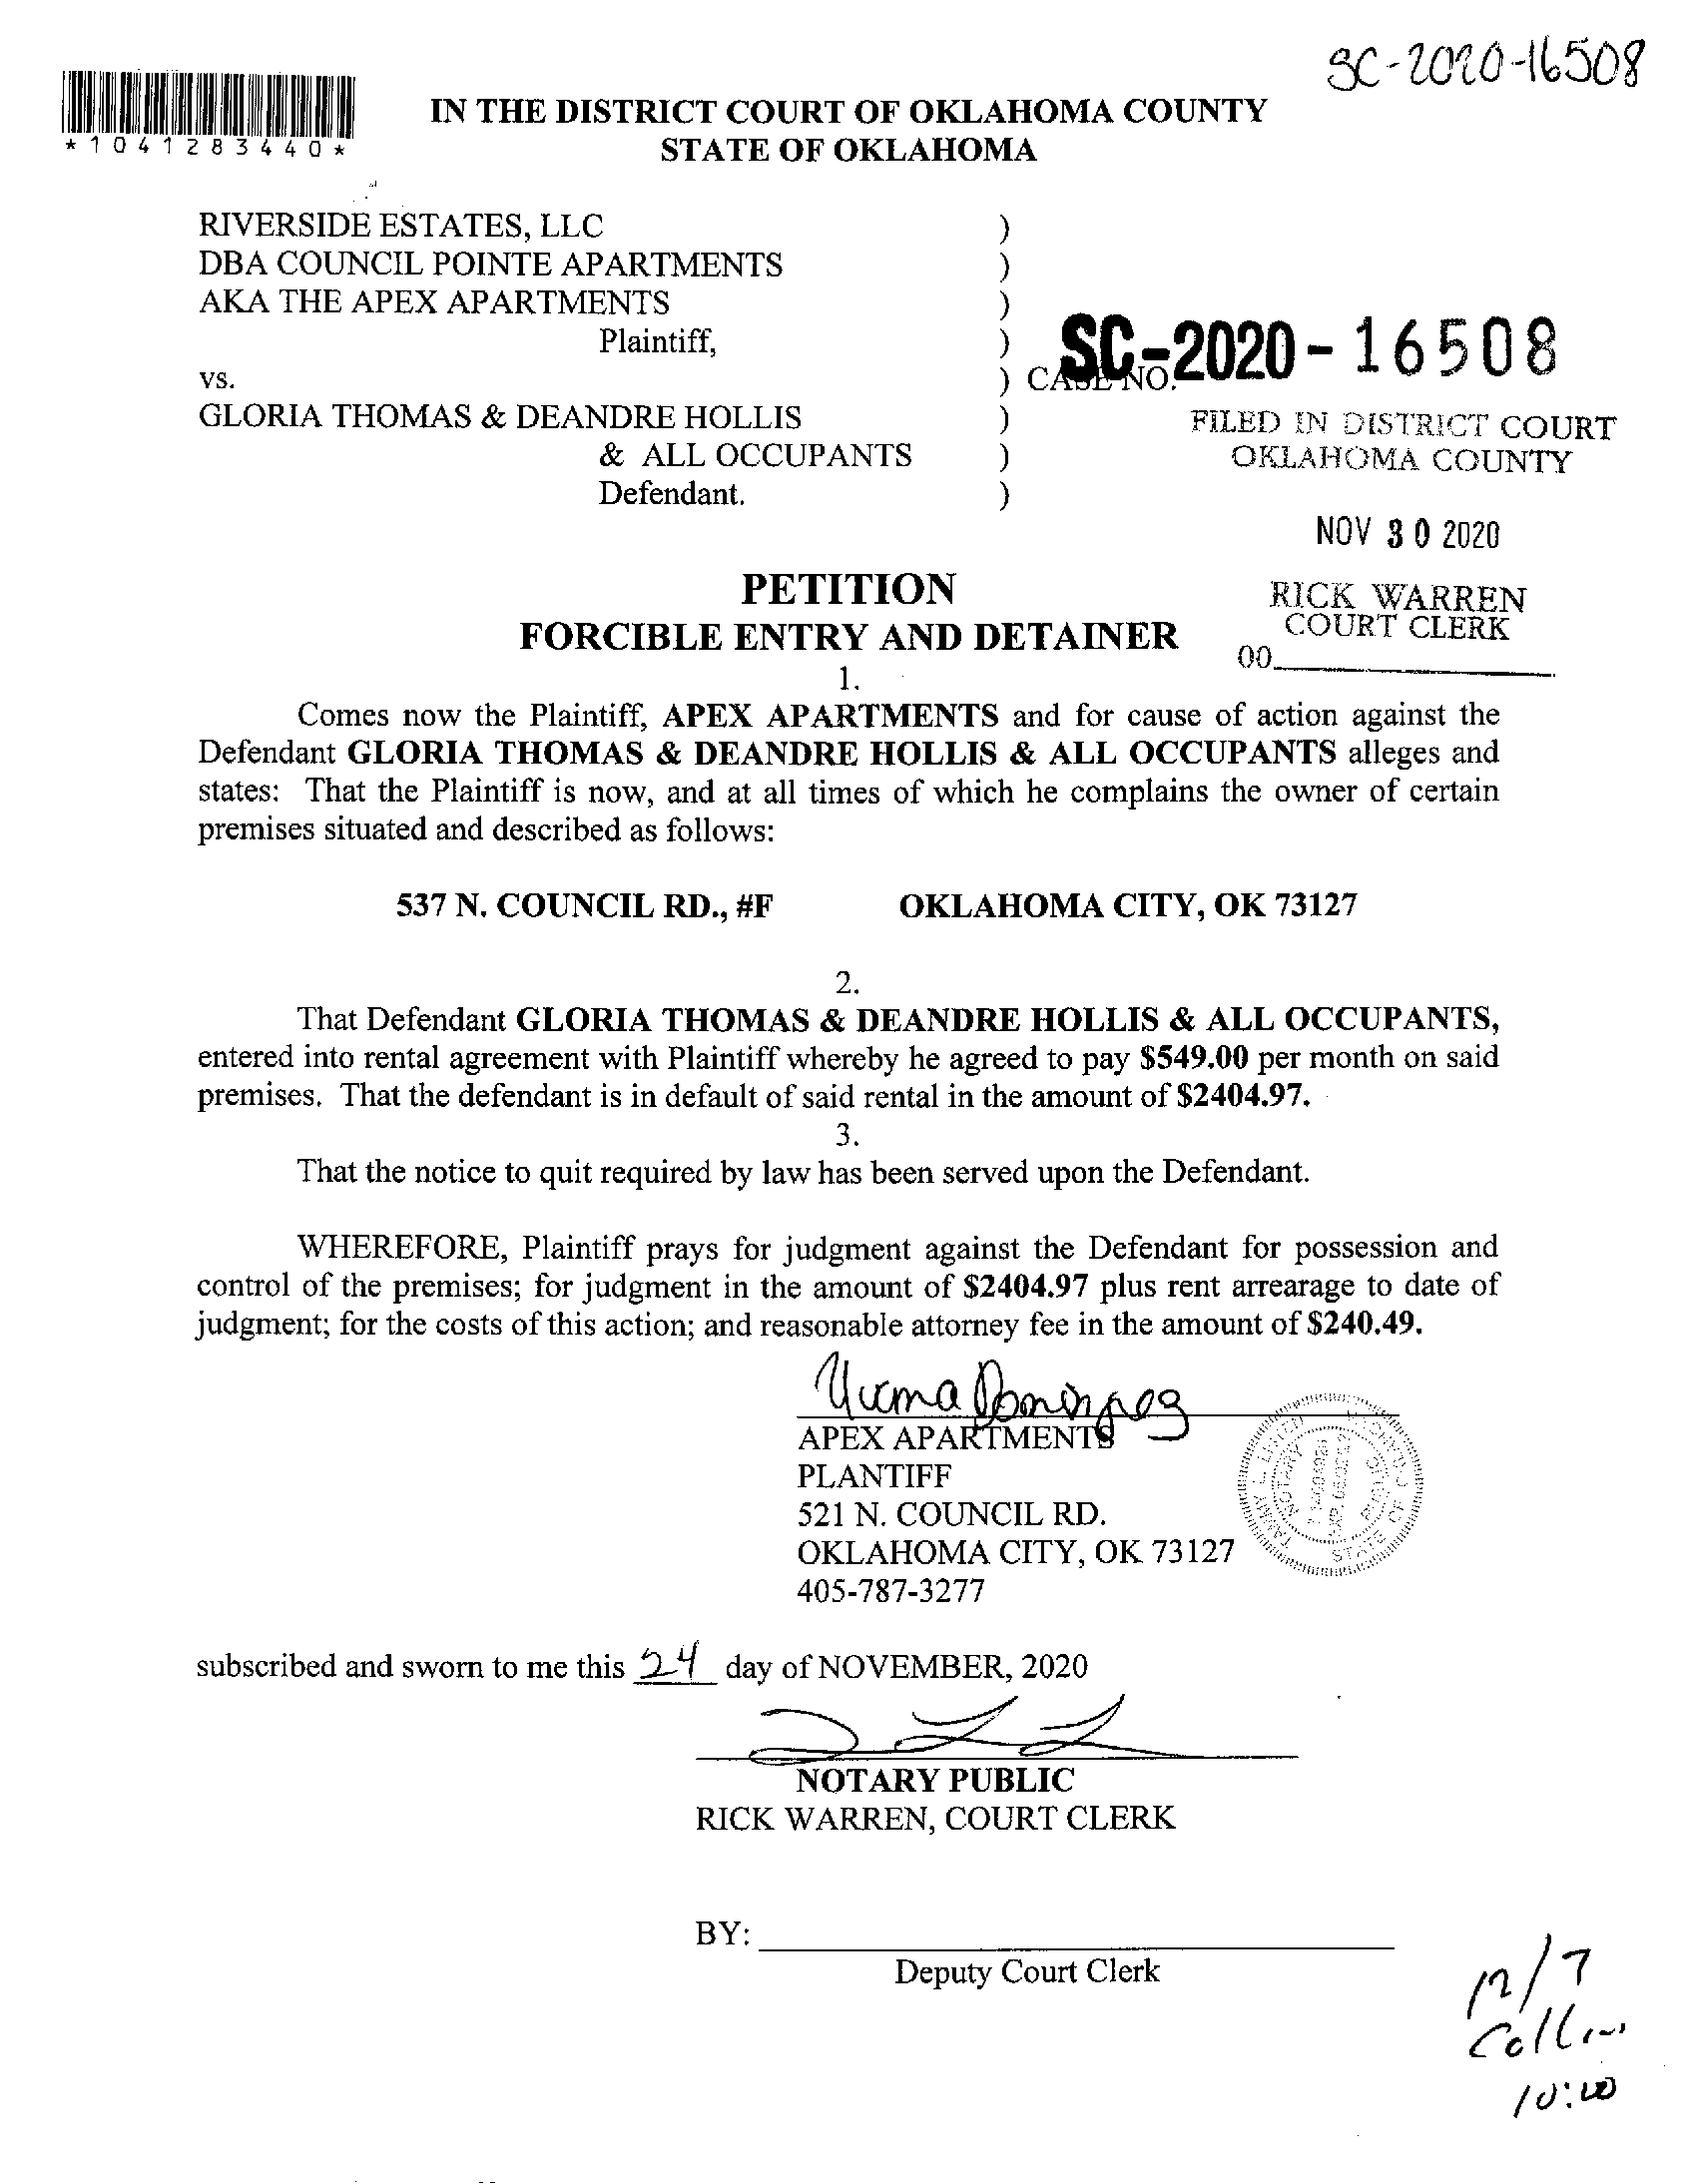 SC-2020-16508
*1041283440*
IN THE DISTRICT COURT OF OKLAHOMA COUNTY
STATE OF OKLAHOMA
RIVERSIDE ESTATES, LLC )
DBA COUNCIL POINTE APARTMENTS )
AKA THE APEX APARTMENTS )
Plaintiff, )
vs. ) CASE NO. SC-2020-16508
GLORIA THOMAS & DEANDRE HOLLIS )
& ALL OCCUPANTS )
Defendant. )
FILED IN DISTRICT COURT
OKLAHOMA COUNTY
NOV 30 2020
RICK WARREN
COURT CLERK
00
PETITION
FORCIBLE ENTRY AND DETAINER
1.
Comes now the Plaintiff, APEX APARTMENTS and for cause of action against the
Defendant GLORIA THOMAS & DEANDRE HOLLIS & ALL OCCUPANTS alleges and
states: That the Plaintiff is now, and at all times of which he complains the owner of certain
premises situated and described as follows:
537 N. COUNCIL RD., #F OKLAHOMA CITY, OK 73127
2.
That Defendant GLORIA THOMAS & DEANDRE HOLLIS & ALL OCCUPANTS,
entered into rental agreement with Plaintiff whereby he agreed to pay $549.00 per month on said
premises. That the defendant is in default of said rental in the amount of $2404.97.
3.
That the notice to quit required by law has been served upon the Defendant.
WHEREFORE, Plaintiff prays for judgment against the Defendant for possession and
control of the premises; for judgment in the amount of $2404.97 plus rent arrearage to date of
judgment; for the costs of this action; and reasonable attorney fee in the amount of $240.49.
APEX APARTMENTS
PLANTIFF
521 N. COUNCIL RD.
OKLAHOMA CITY, OK 73127
405-787-3277
NOTARY
PUBLIC
STATE OF
subscribed and sworn to me this 24 day of NOVEMBER, 2020
NOTARY PUBLIC
RICK WARREN, COURT CLERK
BY:
Deputy Court Clerk
12/7
10:00